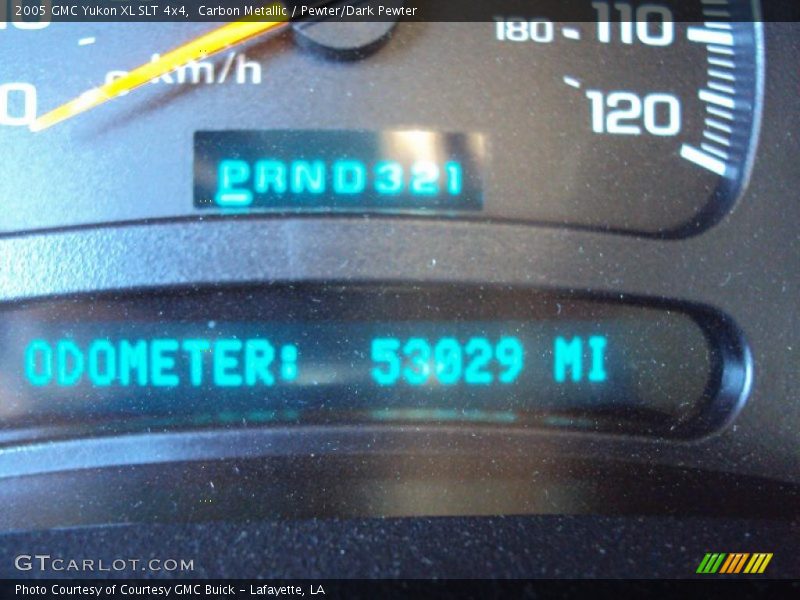 2005 GMC Yukon XL SLT 4x4, Carbon Metallic / Pewter/Dark Pewter
180 110
km/h
120
PRND321
ODOMETER: 53029 MI
GTCARLOT.COM
Photo Courtesy of Courtesy GMC Buick - Lafayette, LA